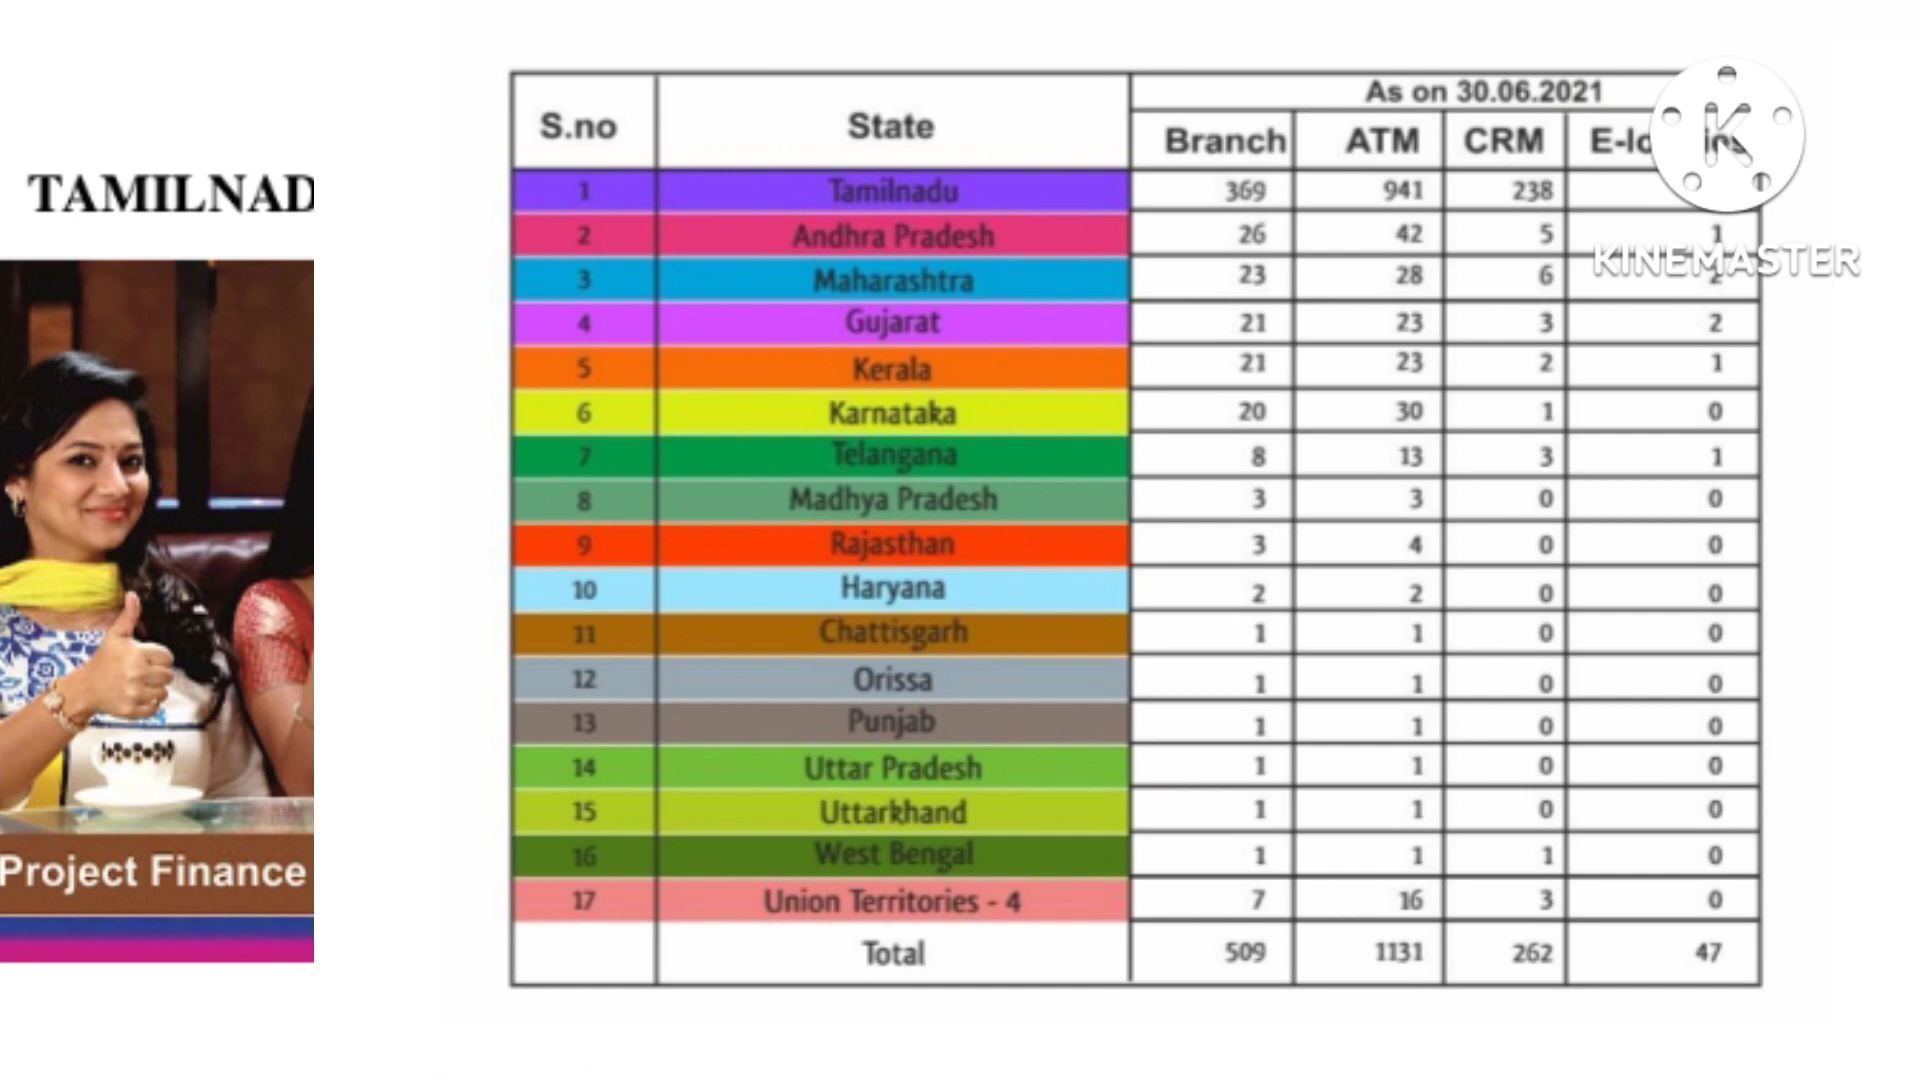 TAMILNAD
Project Finance
As on 30.06.2021
S.no State Branch ATM CRM
1 Tamilnadu 369 941 238
2 Andhra Pradesh 26 42 5 1
3 Maharashtra 23 28 6 2
4 Gujarat 21 23 3 2
5 Kerala 21 23 2 1
6 Karnataka 20 30 1 0
7 Telangana 8 13 3 1
8 Madhya Pradesh 3 3 0 0
9 Rajasthan 3 4 0 0
10 Haryana 2 2 0 0
11 Chattisgarh 1 1 0 0
12 Orissa 1 1 0 0
13 Punjab 1 1 0 0
14 Uttar Pradesh 1 1 0 0
15 Uttarkhand 1 1 0 0
16 West Bengal 1 1 1 0
17 Union Territories - 4 7 16 3 0
Total 509 1131 262 47
K
KINEMASTER